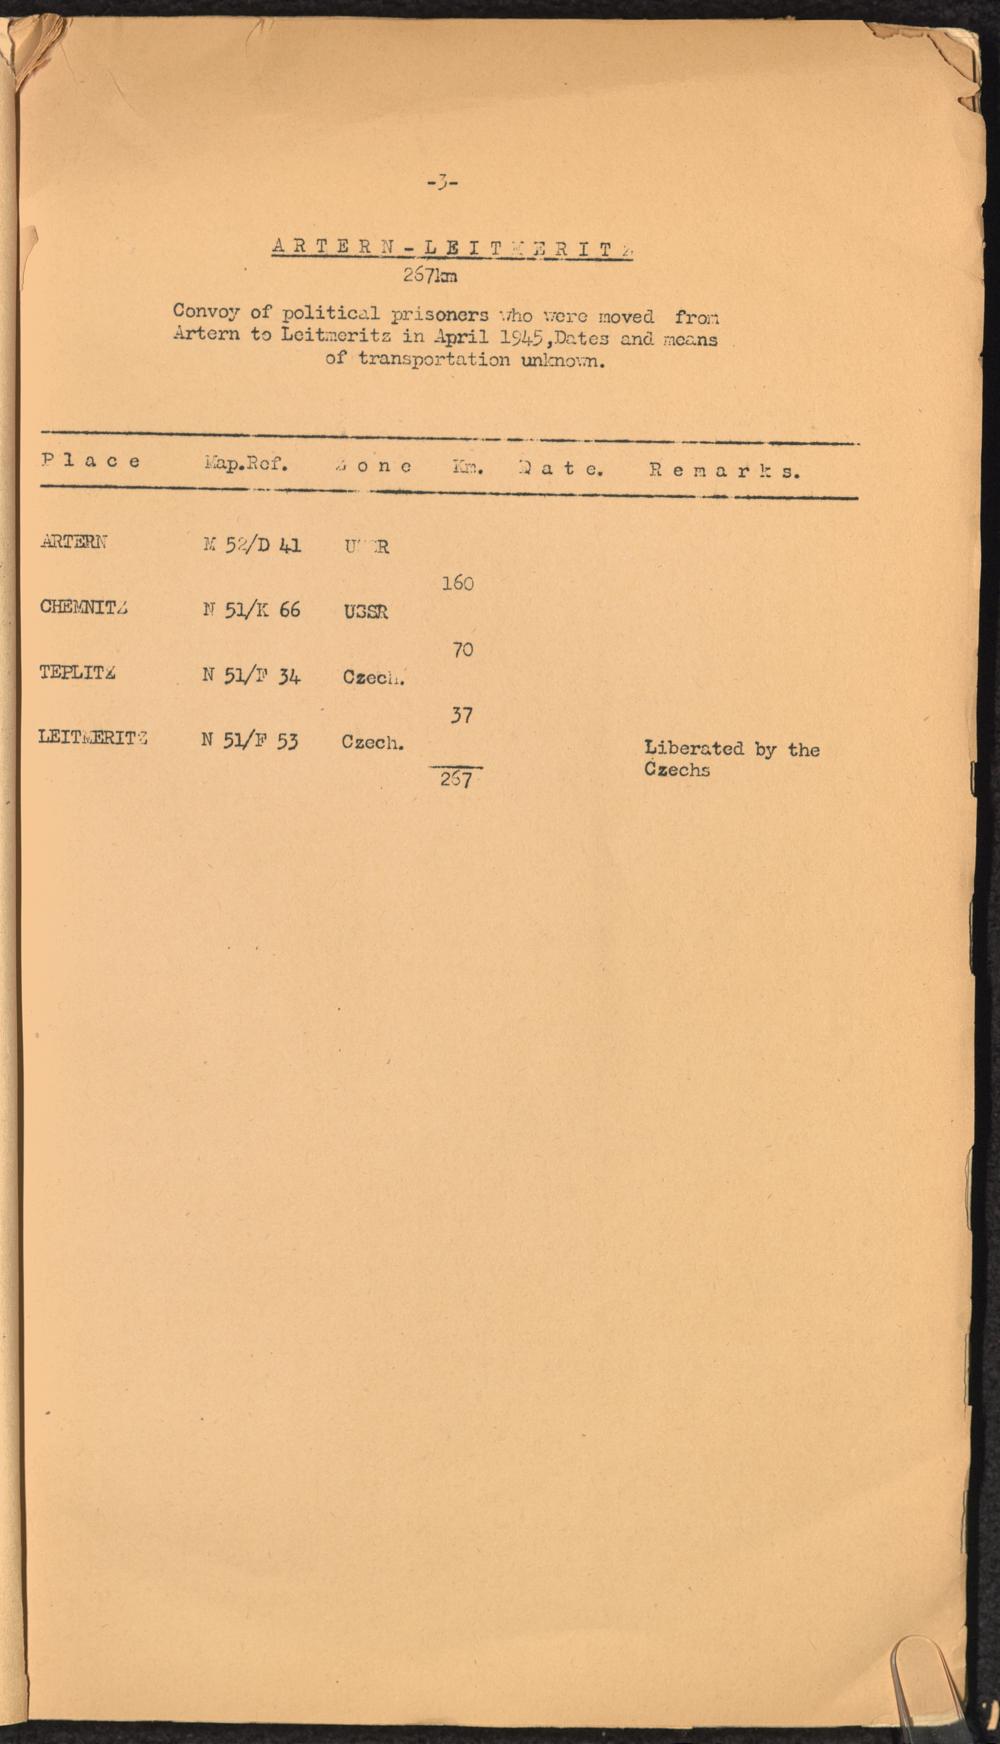 -3-
ARTERN-LEITMERITZ
267km
Convoy of political prisoners who were moved from
Artern to Leitmeritz in April 1945,Dates and means
of transportation unknown.
Place Map.Ref. Zone Km. Date. Remarks.
ARTERN M 52/D 41 USSR
160
CHEMNITZ N 51/K 66 USSR
70
TEPLITZ N 51/F 34 Czech.
37
LEITMERITZ N 51/F 53 Czech. Liberated by the
267 Czechs